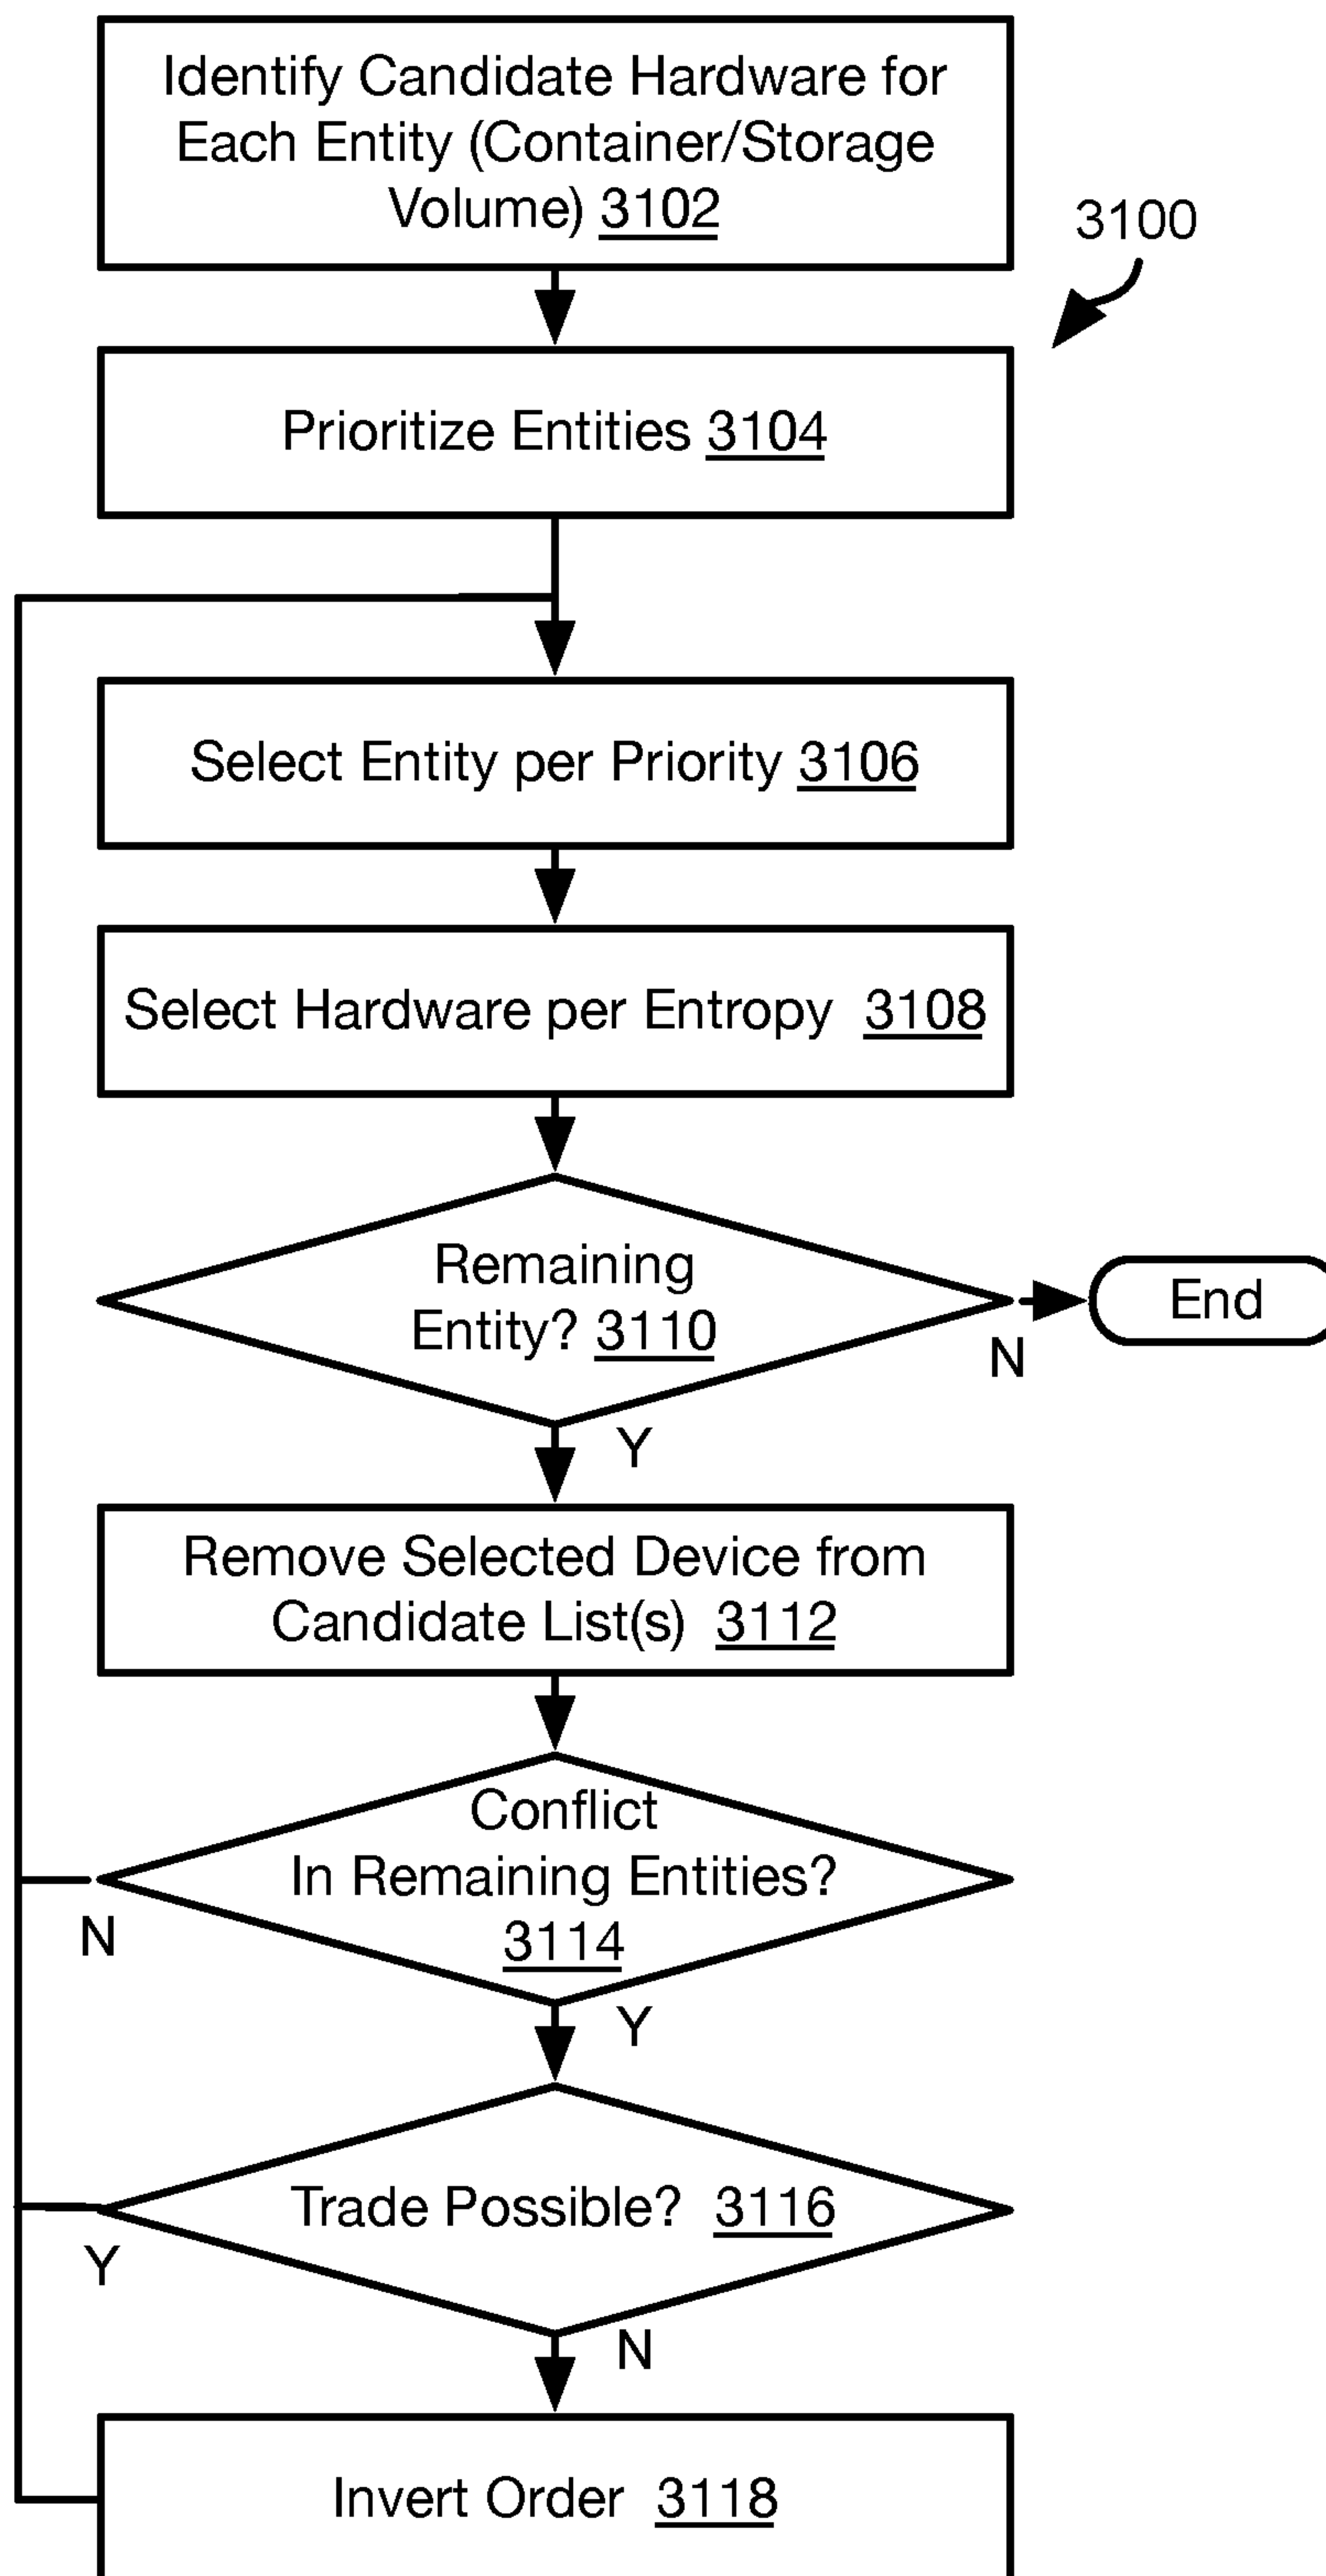 Identify Candidate Hardware for
Each Entity (Container/Storage
Volume) 3102
3100
Prioritize Entities 3104
Select Entity per Priority 3106
Select Hardware per Entropy 3108
Remaining
Entity? 3110
End
N
Y
Remove Selected Device from
Candidate List(s) 3112
Conflict
In Remaining Entities?
3114
N
Y
Trade Possible? 3116
Y
N
Invert Order 3118